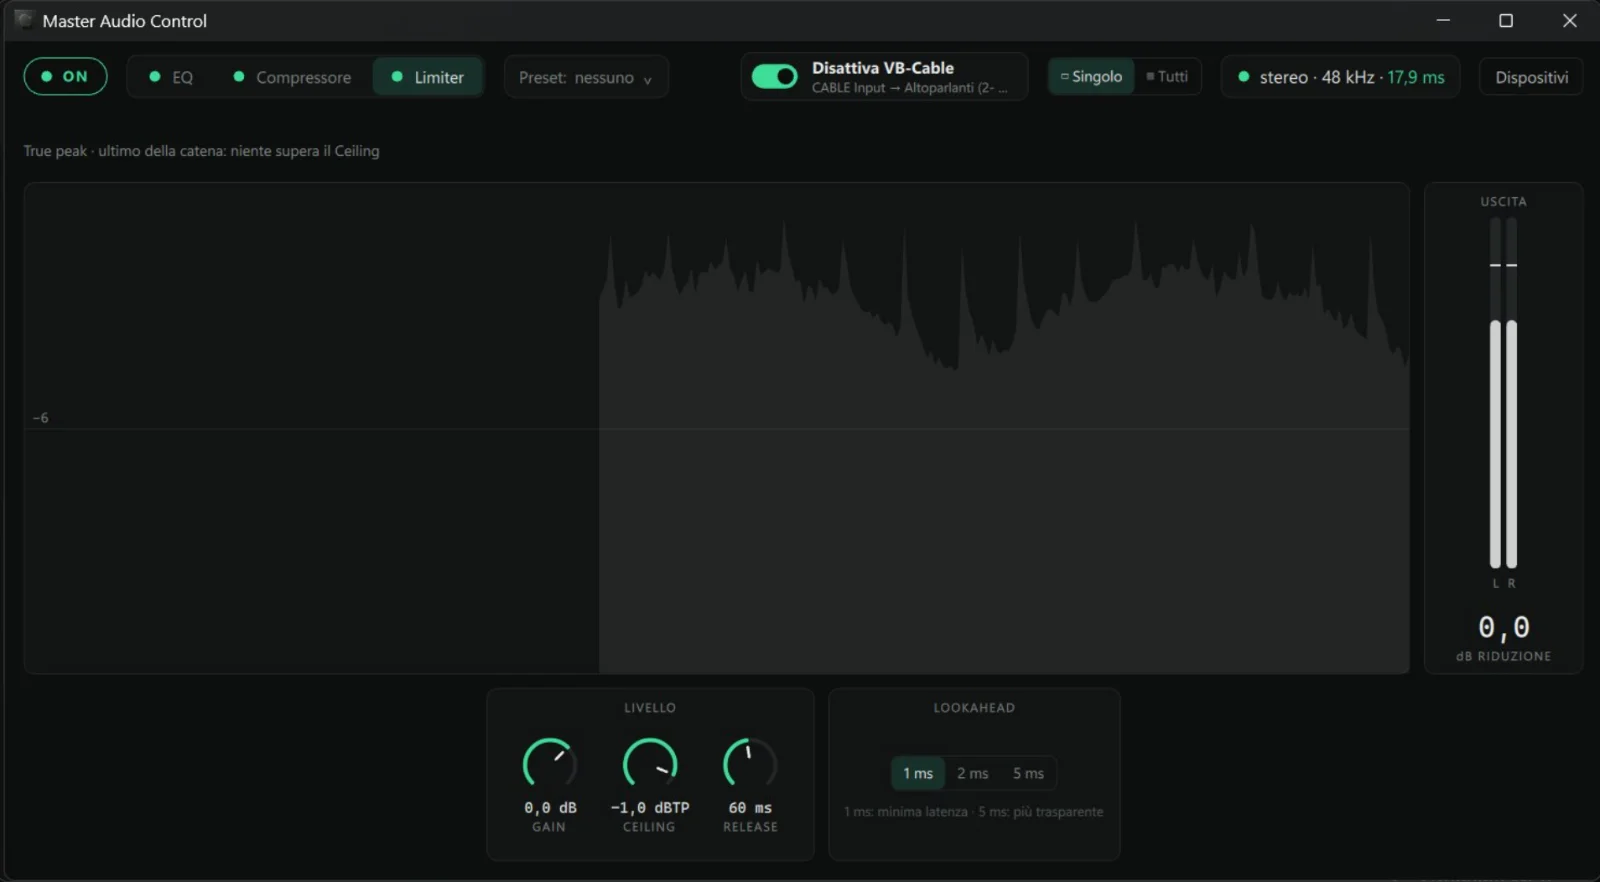 Master Audio Control
ON
EQ
Compressore
Limiter
Preset: nessuno
Disattiva VB-Cable
CABLE Input → Altoparlanti (2- ...
Singolo
Tutti
stereo · 48 kHz · 17,9 ms
Dispositivi
True peak · ultimo della catena: niente supera il Ceiling
−6
USCITA
L R
0,0
dB RIDUZIONE
LIVELLO
0,0 dB
GAIN
−1,0 dBTP
CEILING
60 ms
RELEASE
LOOKAHEAD
1 ms
2 ms
5 ms
1 ms: minima latenza · 5 ms: più trasparente